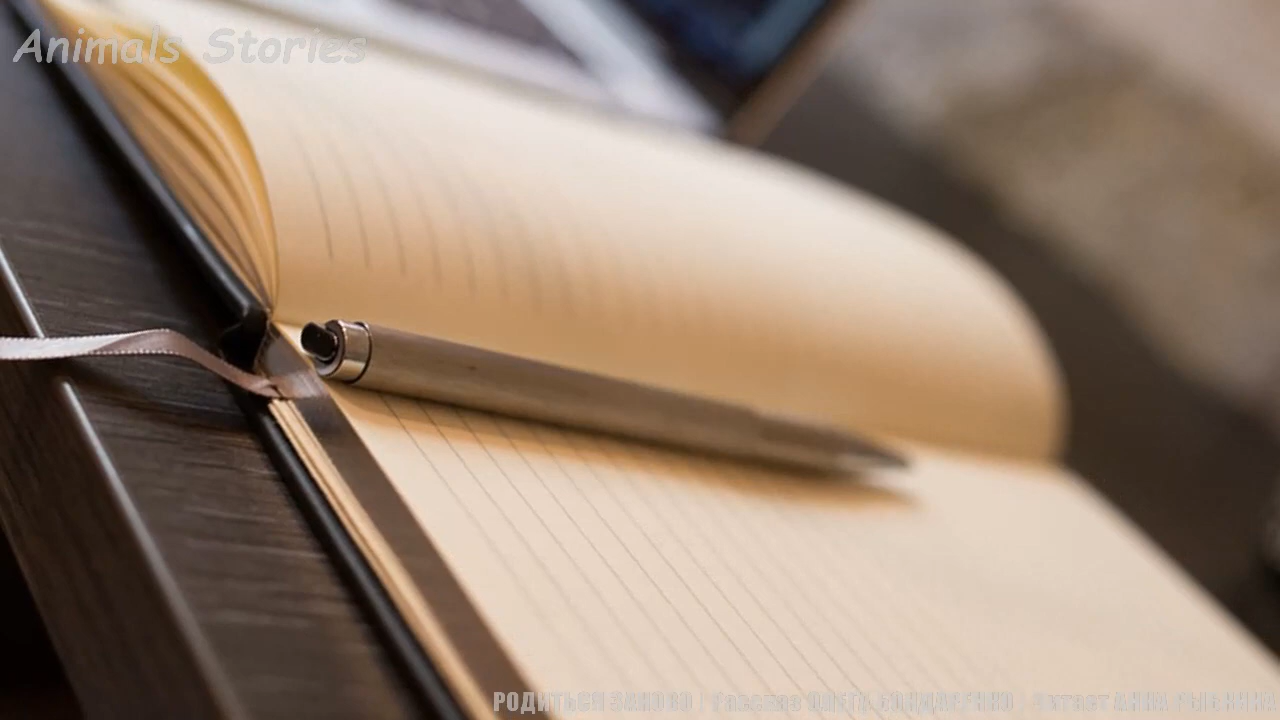 Animals Stories
РОДИТЬСЯ ЗАНОВО | Рассказ ОЛЕГА БОНДАРЕНКО | Читает АННА